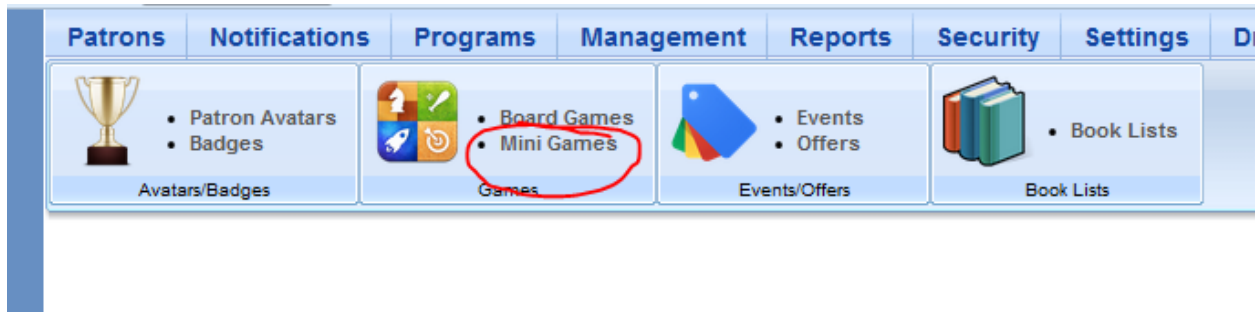 Patrons Notifications Programs Management Reports Security Settings
Patron Avatars
Badges
Avatars/Badges
Board Games
Mini Games
Games
Events
Offers
Events/Offers
Book Lists
Book Lists